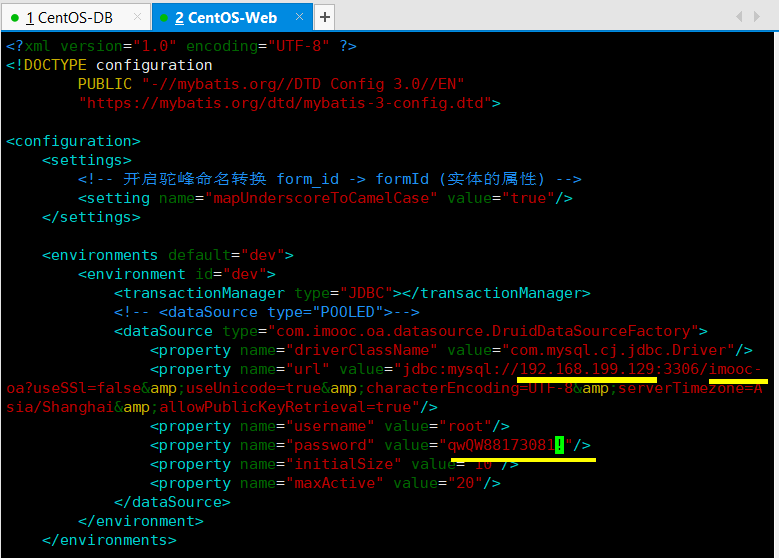 1 CentOS-DB
2 CentOS-Web
<?xml version="1.0" encoding="UTF-8" ?>
<!DOCTYPE configuration
PUBLIC "-//mybatis.org//DTD Config 3.0//EN"
"https://mybatis.org/dtd/mybatis-3-config.dtd">
<configuration>
<settings>
<!-- 开启驼峰命名转换 form_id -> formId (实体的属性) -->
<setting name="mapUnderscoreToCamelCase" value="true"/>
</settings>
<environments default="dev">
<environment id="dev">
<transactionManager type="JDBC"></transactionManager>
<!-- <dataSource type="POOLED">-->
<dataSource type="com.imooc.oa.datasource.DruidDataSourceFactory">
<property name="driverClassName" value="com.mysql.cj.jdbc.Driver"/>
<property name="url" value="jdbc:mysql://192.168.199.129:3306/imooc-
oa?useSSl=false&amp;useUnicode=true&amp;characterEncoding=UTF-8&amp;serverTimezone=A
sia/Shanghai&amp;allowPublicKeyRetrieval=true"/>
<property name="username" value="root"/>
<property name="password" value="qwQW88173081!"/>
<property name="initialSize" value="10"/>
<property name="maxActive" value="20"/>
</dataSource>
</environment>
</environments>